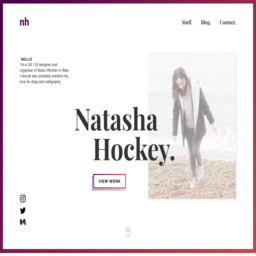 nh
Stuff.
Blog.
Contact.
HELLO
I'm a UX / UI designer and
organiser of Sister Women in Web.
I should also probably mention my
love for dogs and calligraphy.
Natasha
Hockey.
VIEW WORK